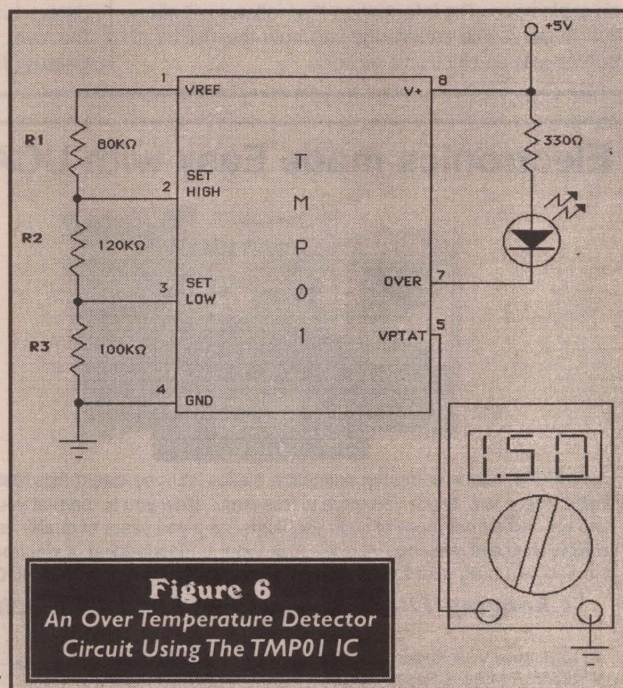 +5V
1
VREF
V+
8
R1
80KΩ
330Ω
2
SET
HIGH
T
M
P
0
1
R2
120KΩ
3
SET
LOW
OVER
7
VPTAT
5
R3
100KΩ
4
GND
1.50
Figure 6
An Over Temperature Detector
Circuit Using The TMP01 IC